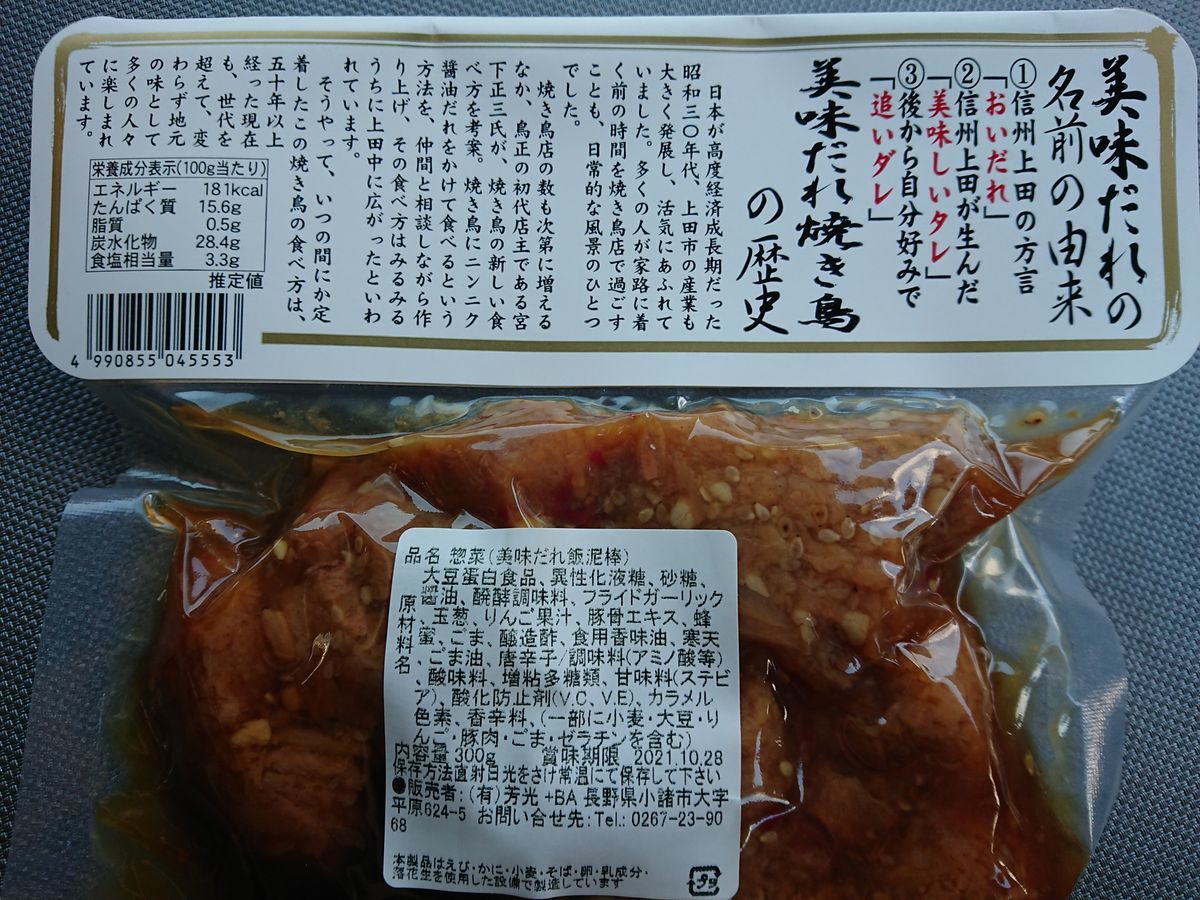 美味だれの
名前の由来
①信州上田の方言
「おいだれ」
②信州上田が生んだ
「美味しいタレ」
③後から自分好みで
「追いダレ」
美味だれ焼き鳥
の歴史
日本が高度経済成長期だった
昭和三〇年代、上田市の産業も
大きく発展し、活気にあふれて
いました。多くの人が家路に着
く前の時間を焼き鳥店で過ごす
ことも、日常的な風景のひとつ
でした。
焼き鳥店の数も次第に増える
なか、鳥正の初代店主である宮
下正三氏が、焼き鳥の新しい食
べ方を考案。焼き鳥にニンニク
醤油だれをかけて食べるという
方法を、仲間と相談しながら作
り上げ、その食べ方はみるみる
うちに上田中に広がったといわ
れています。
そうやって、いつの間にか定
着したこの焼き鳥の食べ方は、
五十年以上
経った現在
も、世代を
超えて、変
わらず地元
の味として
多くの人々
に楽しまれ
ています。
栄養成分表示(100g当たり)
エネルギー 181kcal
たんぱく質 15.6g
脂質 0.5g
炭水化物 28.4g
食塩相当量 3.3g
推定値
4 990855 045553
品名 惣菜(美味だれ飯泥棒)
原材料名
大豆蛋白食品、異性化液糖、砂糖、
醤油、醗酵調味料、フライドガーリック
、玉葱、りんご果汁、豚骨エキス、蜂
蜜、ごま、醸造酢、食用香味油、寒天
、ごま油、唐辛子/調味料(アミノ酸等)
、酸味料、増粘多糖類、甘味料(ステビ
ア)、酸化防止剤(V.C、V.E)、カラメル
色素、香辛料、(一部に小麦・大豆・り
んご・豚肉・ごま・ゼラチンを含む)
内容量 300g 賞味期限 2021.10.28
保存方法直射日光をさけ常温にて保存して下さい
●販売者:(有)芳光 +BA 長野県小諸市大字
平原624-5 お問い合せ先:Tel.: 0267-23-90
68
本製品はえび・かに・小麦・そば・卵・乳成分・
落花生を使用した設備で製造しています
プラ